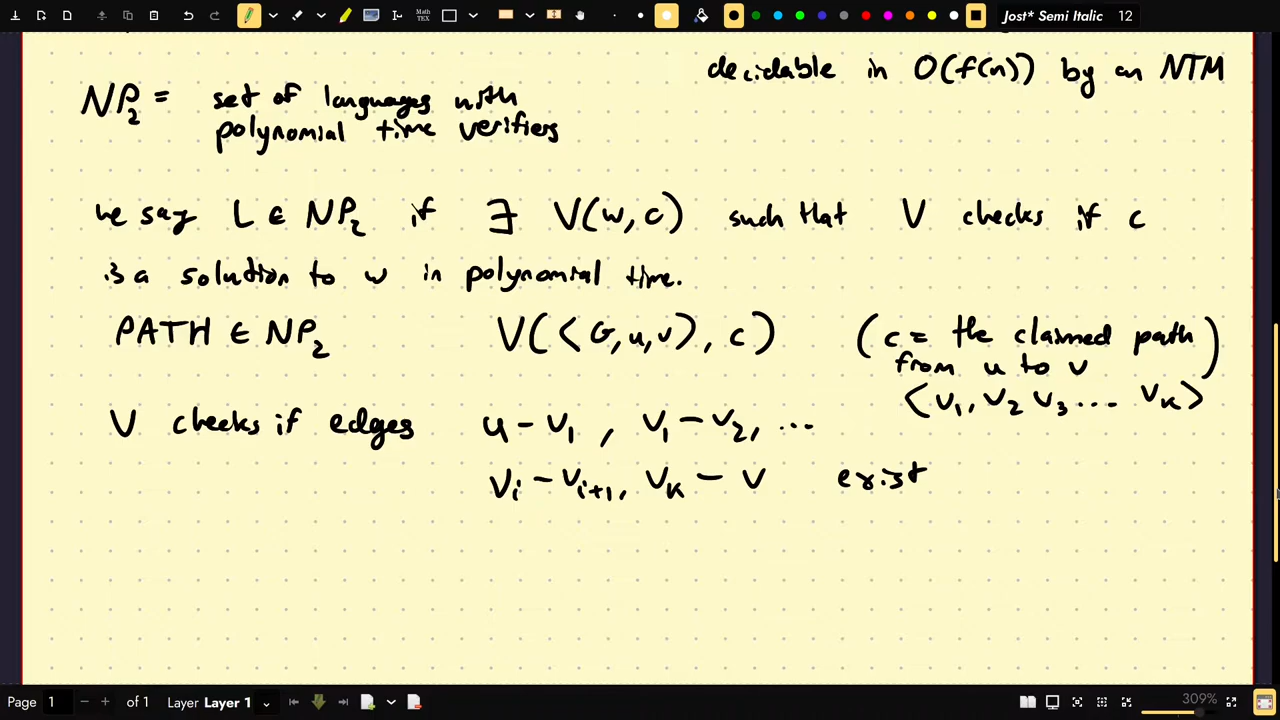 Jost* Semi Italic 12
decidable in O(f(n)) by an NTM
NP₂ = set of languages with
polynomial time verifiers
we say L ∈ NP₂ if ∃ V(w, c) such that V checks if c
is a solution to w in polynomial time.
PATH ∈ NP₂ V(⟨G, u, v⟩, c) (c = the claimed path
from u to v)
⟨v₁, v₂ v₃ ... vₖ⟩
V checks if edges u – v₁, v₁ – v₂, ...
vᵢ – vᵢ₊₁, vₖ – v exist
Page 1 of 1 Layer Layer 1 309%